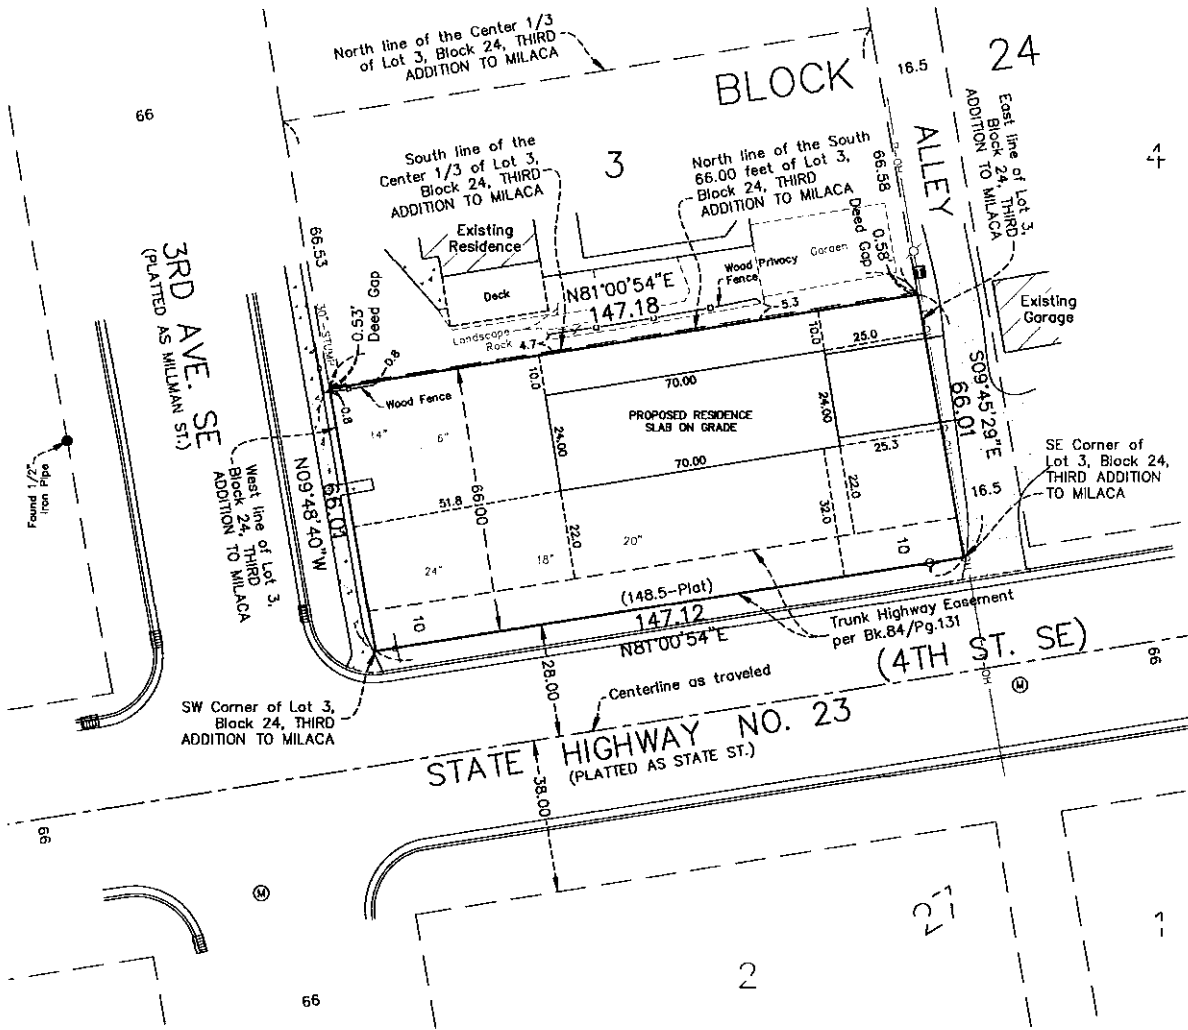 North line of the Center 1/3
of Lot 3, Block 24, THIRD
ADDITION TO MILACA
BLOCK
24
16.5
66
South line of the
Center 1/3 of Lot 3,
Block 24, THIRD
ADDITION TO MILACA
3
North line of the South
66.00 feet of Lot 3,
Block 24, THIRD
ADDITION TO MILACA
66.58
ALLEY
East line of Lot 3,
Block 24, THIRD
ADDITION TO MILACA
4
3RD AVE. SE
(PLATTED AS MILLMAN ST.)
66.53
Existing
Residence
Deck
N81°00'54"E
147.18
Wood Privacy
Fence
Garden
Deed Gap
0.58
T
Existing
Garage
30"-STUMP
0.53'
Deed Gap
Landscape
Rock
4.7
5.3
0.8
0.8
Wood Fence
10.0
10.0
25.0
S09°45'29"E
66.01
14"
6"
70.00
PROPOSED RESIDENCE
SLAB ON GRADE
24.00
24.00
70.00
25.3
Found 1/2"
Iron Pipe
West line of Lot 3,
Block 24, THIRD
ADDITION TO MILACA
N09°48'40"W
66.01
51.8
66.00
22.0
32.0
22.0
16.5
SE Corner of
Lot 3, Block 24,
THIRD ADDITION
TO MILACA
24"
18"
20"
10
10
(148.5-Plat)
147.12
N81°00'54"E
Trunk Highway Easement
per Bk.84/Pg.131
SW Corner of Lot 3,
Block 24, THIRD
ADDITION TO MILACA
28.00
Centerline as traveled
(4TH ST. SE)
66
M
STATE HIGHWAY NO. 23
(PLATTED AS STATE ST.)
38.00
66
M
27
1
2
66